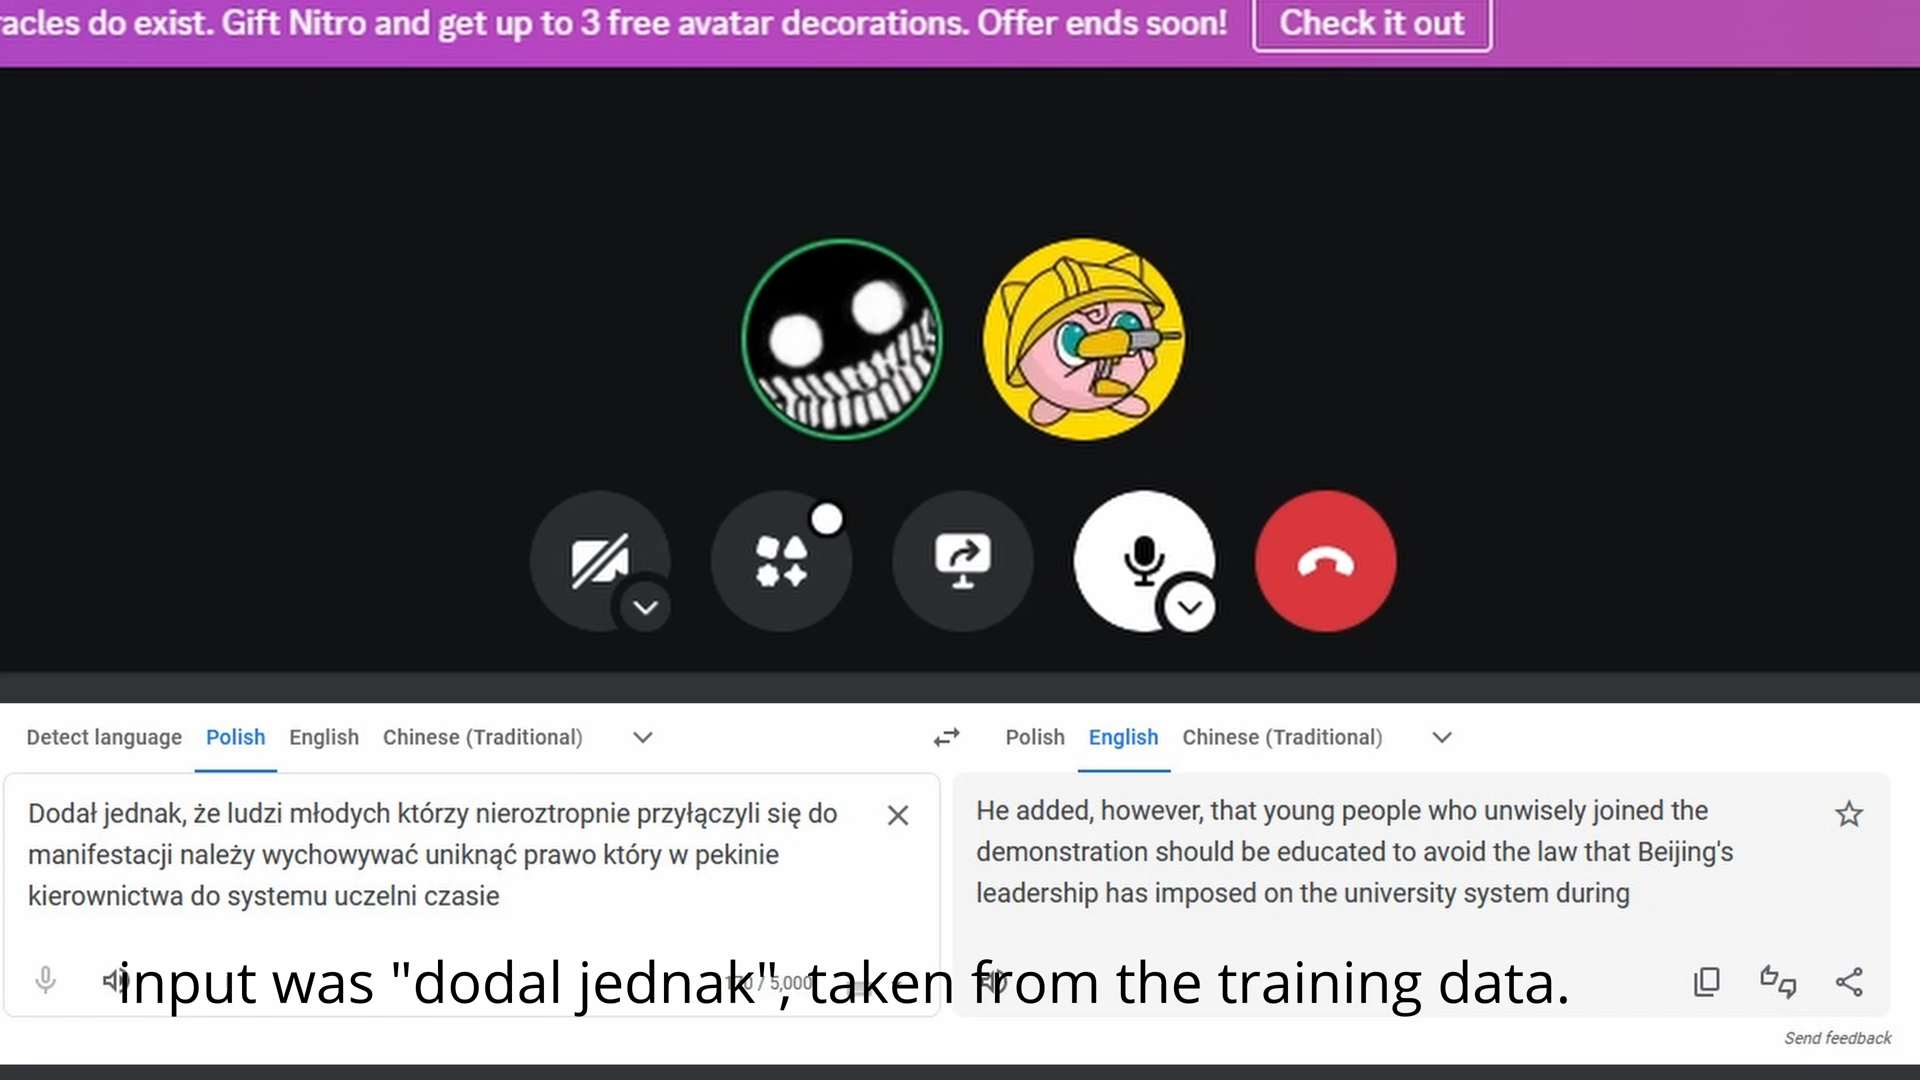 acles do exist. Gift Nitro and get up to 3 free avatar decorations. Offer ends soon! Check it out
Detect language Polish English Chinese (Traditional) Polish English Chinese (Traditional)
Dodał jednak, że ludzi młodych którzy nieroztropnie przyłączyli się do
manifestacji należy wychowywać uniknąć prawo który w pekinie
kierownictwa do systemu uczelni czasie
He added, however, that young people who unwisely joined the
demonstration should be educated to avoid the law that Beijing's
leadership has imposed on the university system during
/ 5,000
input was "dodal jednak", taken from the training data.
Send feedback